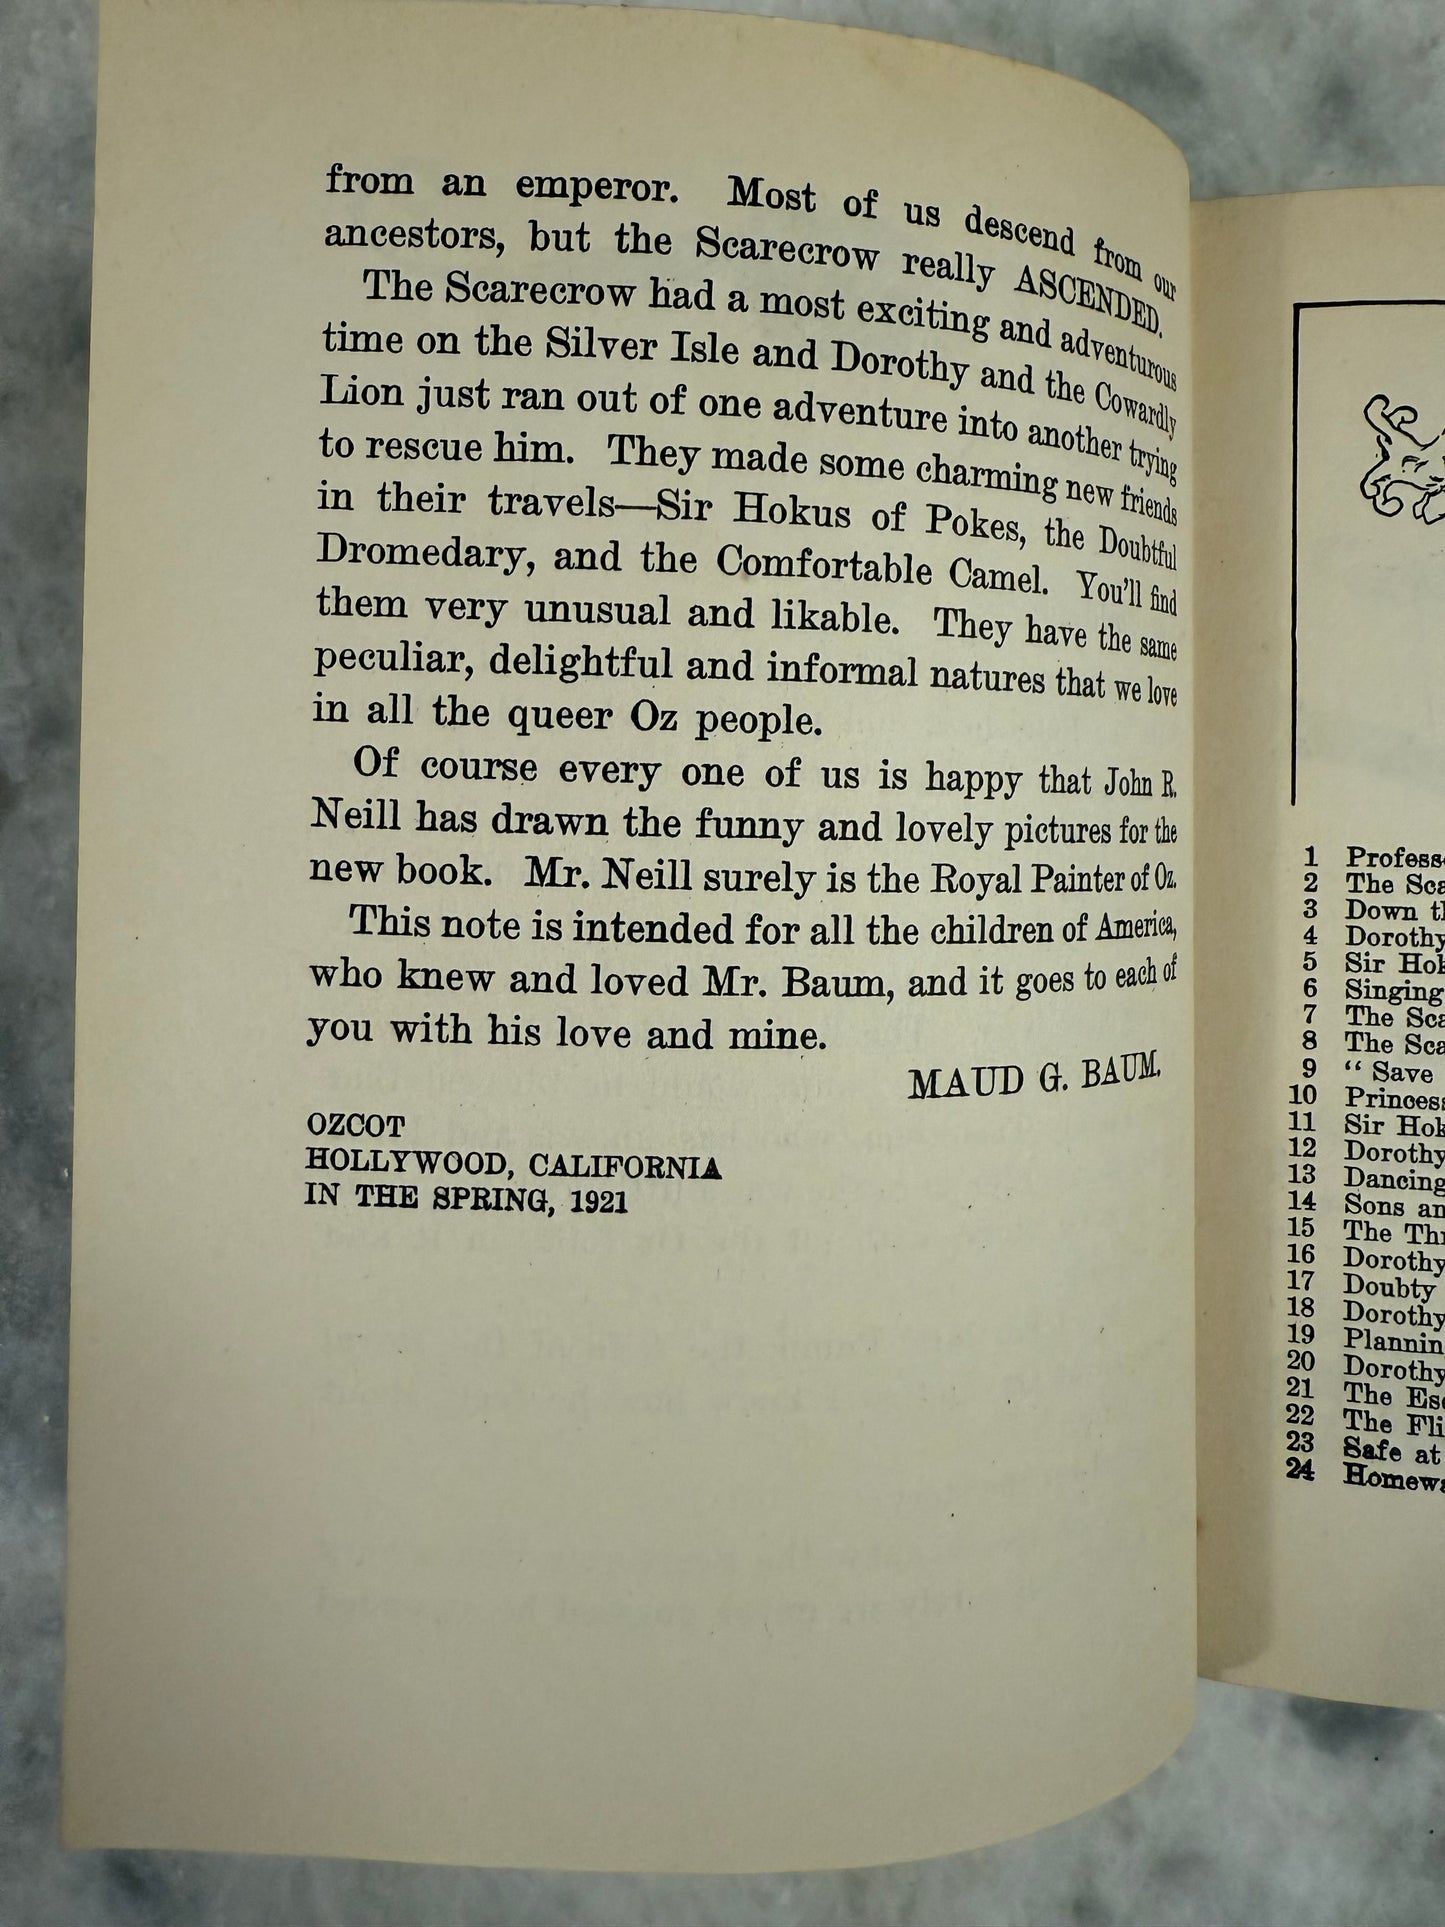 from an emperor. Most of us descend from our
ancestors, but the Scarecrow really ASCENDED.
The Scarecrow had a most exciting and adventurous
time on the Silver Isle and Dorothy and the Cowardly
Lion just ran out of one adventure into another trying
to rescue him. They made some charming new friends
in their travels—Sir Hokus of Pokes, the Doubtful
Dromedary, and the Comfortable Camel. You'll find
them very unusual and likable. They have the same
peculiar, delightful and informal natures that we love
in all the queer Oz people.
Of course every one of us is happy that John R.
Neill has drawn the funny and lovely pictures for the
new book. Mr. Neill surely is the Royal Painter of Oz.
This note is intended for all the children of America,
who knew and loved Mr. Baum, and it goes to each of
you with his love and mine.
MAUD G. BAUM.
OZCOT
HOLLYWOOD, CALIFORNIA
IN THE SPRING, 1921
1
2 The
3 Down
4 Dorothy
5 Sir
6 Singing
7 The
8 The
9 " Save
10
11 Sir
12 Dorothy
13 Dancing
14 Sons
15 The
16 Dorothy
17 Doubty
18 Dorothy
19
20 Dorothy
21 The
22 The
23 Safe at
24